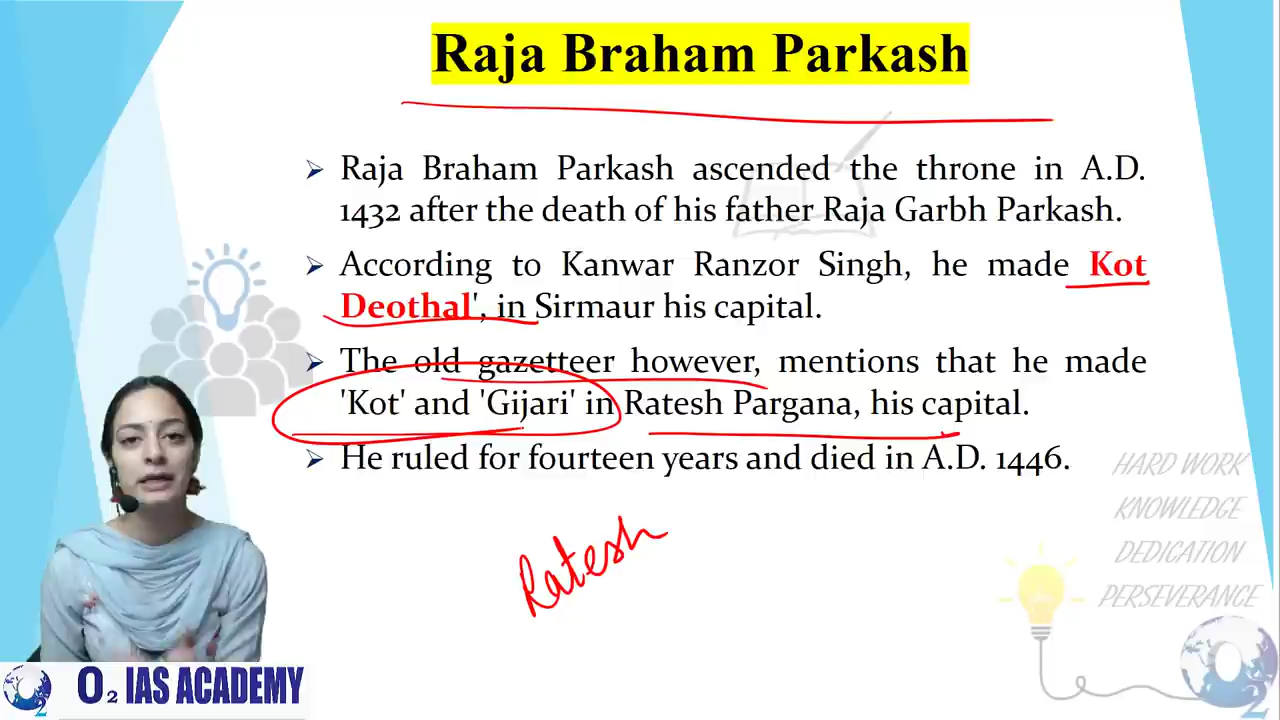 Raja Braham Parkash
➢ Raja Braham Parkash ascended the throne in A.D.
1432 after the death of his father Raja Garbh Parkash.
➢ According to Kanwar Ranzor Singh, he made Kot
Deothal', in Sirmaur his capital.
➢ The old gazetteer however, mentions that he made
'Kot' and 'Gijari' in Ratesh Pargana, his capital.
➢ He ruled for fourteen years and died in A.D. 1446.
Ratesh
HARD WORK
KNOWLEDGE
DEDICATION
PERSEVERANCE
O2 IAS ACADEMY
2
2